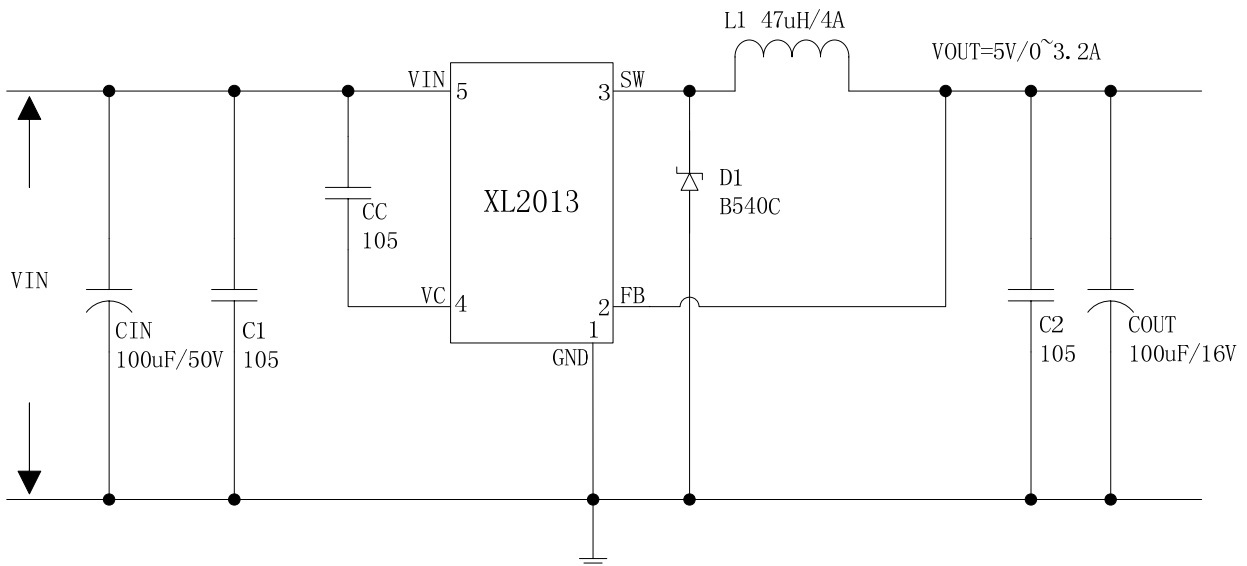 L1 47uH/4A
VOUT=5V/0~3.2A
VIN
5
3
SW
XL2013
D1
B540C
CC
105
VIN
VC
4
2
FB
1
GND
CIN
100uF/50V
C1
105
C2
105
COUT
100uF/16V